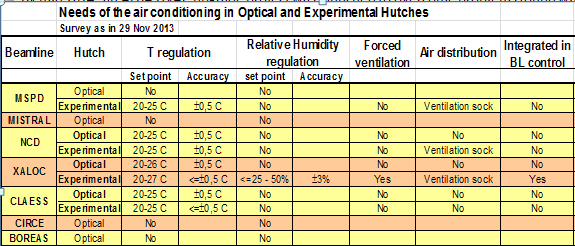 Needs of the air conditioning in Optical and Experimental Hutches
Survey as in 29 Nov 2013
Beamline Hutch T regulation Relative Humidity regulation Forced ventilation Air distribution Integrated in BL control
Set point Accuracy set point Accuracy
MSPD Optical No No
Experimental 20-25 C ±0,5 C No No Ventilation sock No
MISTRAL Optical No No
NCD Optical 20-25 C ±0,5 C No No No No
Experimental 20-25 C ±0,5 C No No Ventilation sock No
XALOC Optical 20-26 C ±0,5 C No No No No
Experimental 20-27 C <=±0,5 C <=25 - 50% ±3% Yes Ventilation sock Yes
CLAESS Optical 20-25 C ±0,5 C No No No No
Experimental 20-25 C <=±0,5 C No No No No
CIRCE Optical No No
BOREAS Optical No No